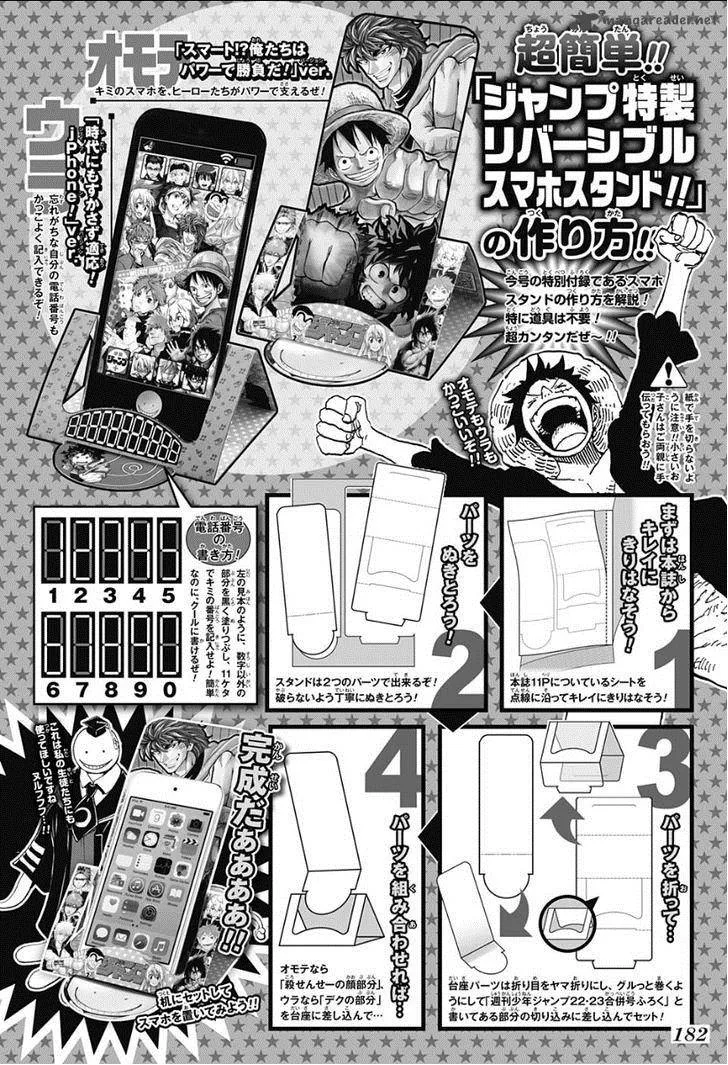 mangareader.net
超簡単!!
「ジャンプ特製
リバーシブル
スマホスタンド!!」
の作り方!!
今号の特別付録であるスマホ
スタンドの作り方を解説!
特に道具は不要!
超カンタンだぜ~!!
紙で手を切らないよ
うに注意!!小さいお
子さんはご両親に手
伝ってもらおう!!
オモテもウラも
かっこいいぞ!!
オモテ
「スマート!?俺たちは
パワーで勝負だ!」ver.
キミのスマホを、ヒーローたちがパワーで支えるぜ!
ウラ
「時代にもすかさず適応!
jPhone!」ver.
忘れがちな自分の電話番号も
かっこよく記入できるぞ!
電話番号
の
書き方!
左の見本のように、数字以外の
部分を黒く塗りつぶし、11ケタ
でキミの番号を記入せよ!簡単
なのに、クールに書けるぜ!
1 2 3 4 5
6 7 8 9 0
1
まずは本誌から
キレイに
きりはなそう!
本誌11Pについているシートを
点線に沿ってキレイにきりはなそう!
2
パーツを
ぬきとろう!
スタンドは2つのパーツで出来るぞ!
破らないよう丁寧にぬきとろう!
3
パーツを折って…
台座パーツは折り目をヤマ折りにし、グルっと巻くよ
うにして「週刊少年ジャンプ22・23合併号ふろく」と
書いてある部分の切り込みに差し込んでセット!
4
パーツを組み合わせれば…
オモテなら
「殺せんせーの顔部分」、
ウラなら「デクの部分」
を台座に差し込んで…
完成だぁぁぁぁ!!
これは私の生徒たちにも
使ってほしいですね
ヌルフフフ…!!
机にセットして
スマホを置いてみよう!!
182